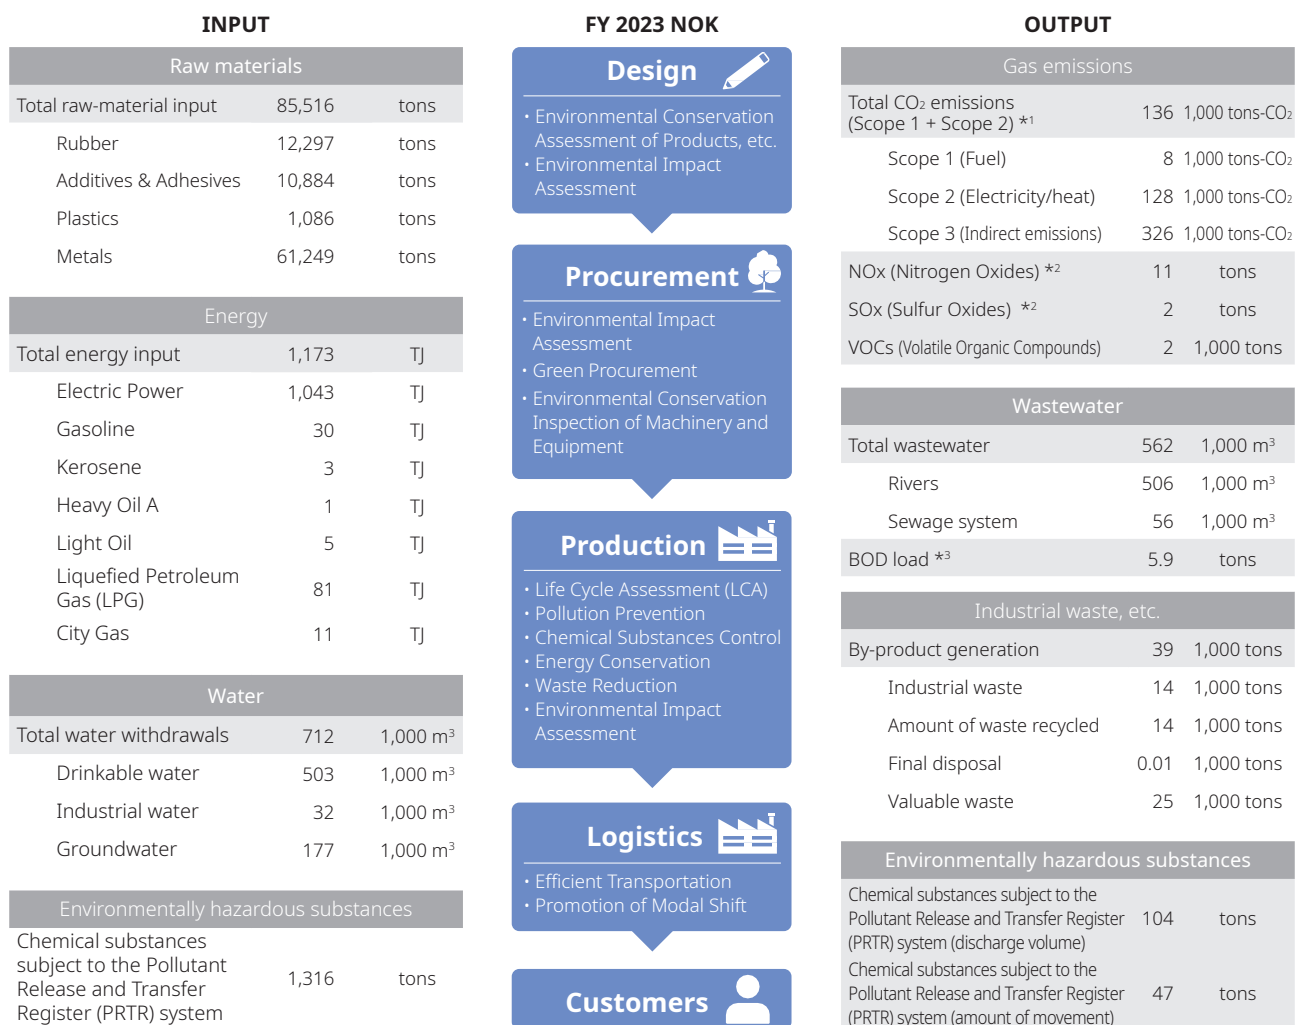 INPUT
Raw materials
Total raw-material input 85,516 tons
Rubber 12,297 tons
Additives & Adhesives 10,884 tons
Plastics 1,086 tons
Metals 61,249 tons
Energy
Total energy input 1,173 TJ
Electric Power 1,043 TJ
Gasoline 30 TJ
Kerosene 3 TJ
Heavy Oil A 1 TJ
Light Oil 5 TJ
Liquefied Petroleum
Gas (LPG) 81 TJ
City Gas 11 TJ
Water
Total water withdrawals 712 1,000 m³
Drinkable water 503 1,000 m³
Industrial water 32 1,000 m³
Groundwater 177 1,000 m³
Environmentally hazardous substances
Chemical substances
subject to the Pollutant
Release and Transfer
Register (PRTR) system 1,316 tons
FY 2023 NOK
Design
・Environmental Conservation
Assessment of Products, etc.
・Environmental Impact
Assessment
Procurement
・Environmental Impact
Assessment
・Green Procurement
・Environmental Conservation
Inspection of Machinery and
Equipment
Production
・Life Cycle Assessment (LCA)
・Pollution Prevention
・Chemical Substances Control
・Energy Conservation
・Waste Reduction
・Environmental Impact
Assessment
Logistics
・Efficient Transportation
・Promotion of Modal Shift
Customers
OUTPUT
Gas emissions
Total CO₂ emissions
(Scope 1 + Scope 2) *¹ 136 1,000 tons-CO₂
Scope 1 (Fuel) 8 1,000 tons-CO₂
Scope 2 (Electricity/heat) 128 1,000 tons-CO₂
Scope 3 (Indirect emissions) 326 1,000 tons-CO₂
NOx (Nitrogen Oxides) *² 11 tons
SOx (Sulfur Oxides) *² 2 tons
VOCs (Volatile Organic Compounds) 2 1,000 tons
Wastewater
Total wastewater 562 1,000 m³
Rivers 506 1,000 m³
Sewage system 56 1,000 m³
BOD load *³ 5.9 tons
Industrial waste, etc.
By-product generation 39 1,000 tons
Industrial waste 14 1,000 tons
Amount of waste recycled 14 1,000 tons
Final disposal 0.01 1,000 tons
Valuable waste 25 1,000 tons
Environmentally hazardous substances
Chemical substances subject to the
Pollutant Release and Transfer Register 104 tons
(PRTR) system (discharge volume)
Chemical substances subject to the
Pollutant Release and Transfer Register 47 tons
(PRTR) system (amount of movement)